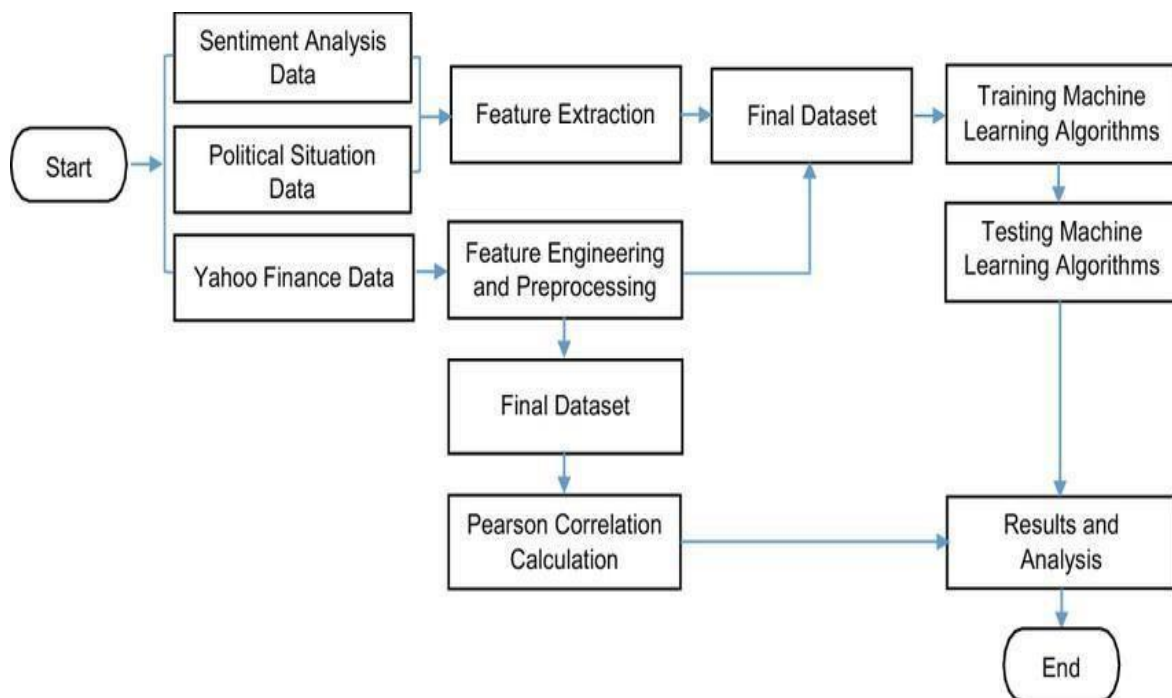 Sentiment Analysis
Data
Political Situation
Data
Start
Yahoo Finance Data
Feature Extraction
Feature Engineering
and Preprocessing
Final Dataset
Training Machine
Learning Algorithms
Testing Machine
Learning Algorithms
Final Dataset
Pearson Correlation
Calculation
Results and
Analysis
End